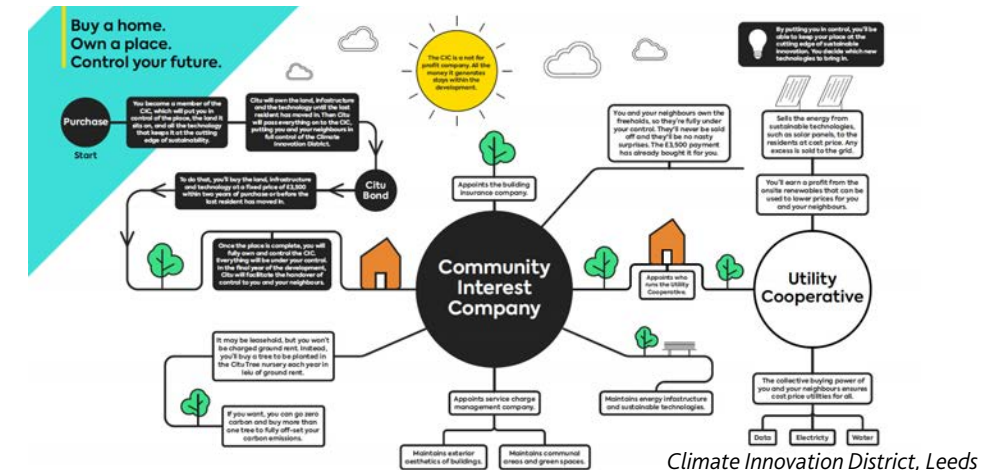 Buy a home.
Own a place.
Control your future.
Purchase
Start
You become a member of the
CIC, which will put you in
control of the place, the land it
sits on, and all the technology
that keeps it at the cutting
edge of sustainability.
Citu will own the land, infrastructure
and the technology until the last
resident has moved in. Then Citu
will pass everything on to the CIC,
putting you and your neighbours in
full control of the Climate
Innovation District.
Citu
Bond
To do that, you'll buy the land, infrastructure
and technology at a fixed price of £3,500
within two years of purchase or before the
last resident has moved in.
Once the place is complete, you will
fully own and control the CIC.
Everything will be under your control.
In the final year of the development,
Citu will facilitate the handover of
control to you and your neighbours.
The CIC is a not for
profit company. All the
money it generates
stays within the
development.
Appoints the building
insurance company.
You and your neighbours own the
freeholds, so they're fully under
your control. They'll never be sold
off and they'll be no nasty
surprises. The £3,500 payment
has already bought it for you.
By putting you in control, you'll be
able to keep your place at the
cutting edge of sustainable
innovation. You decide which new
technologies to bring in.
Sells the energy from
sustainable technologies,
such as solar panels, to the
residents at cost price. Any
excess is sold to the grid.
You'll earn a profit from the
onsite renewables that can be
used to lower prices for you
and your neighbours.
Community
Interest
Company
Appoints who
runs the Utility
Cooperative.
Utility
Cooperative
It may be leasehold, but you won't
be charged ground rent. Instead,
you'll buy a tree to be planted in
the Citu Tree nursery each year in
leiu of ground rent.
If you want, you can go zero
carbon and buy more than
one tree to fully off-set your
carbon emissions.
Appoints service charge
management company.
Maintains exterior
aesthetics of buildings.
Maintains communal
areas and green spaces.
Maintains energy infastructure
and sustainable technologies.
The collective buying power of
you and your neighbours ensures
cost price utilities for all.
Data
Electricty
Water
Climate Innovation District, Leeds